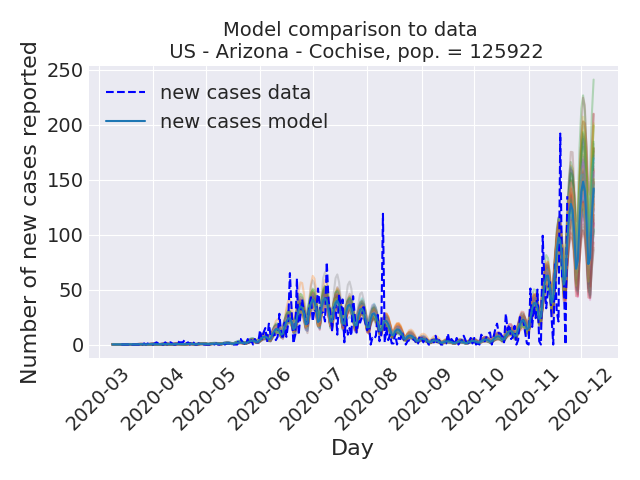 Model comparison to data
US - Arizona - Cochise, pop. = 125922
new cases data
new cases model
Number of new cases reported
250
200
150
100
50
0
2020-03
2020-04
2020-05
2020-06
2020-07
2020-08
2020-09
2020-10
2020-11
2020-12
Day